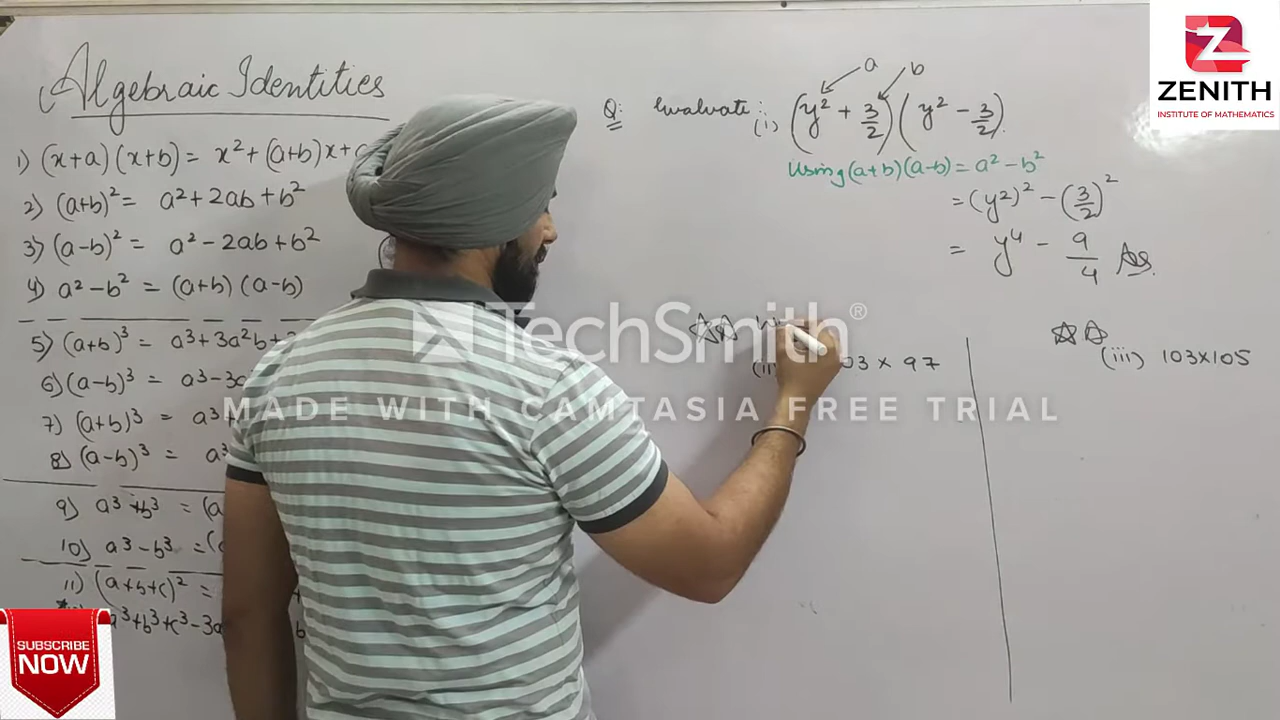 Algebraic Identities
1) (x+a) (x+b) = x² + (a+b)x +
2) (a+b)² = a² + 2ab + b²
3) (a-b)² = a² - 2ab + b²
4) a² - b² = (a+b) (a-b)
5) (a+b)³ = a³ + 3a²b +
6) (a-b)³ = a³ - 3
7) (a+b)³ = a³
8) (a-b)³ = a³
9) a³ + b³ = (a
10) a³ - b³ = (
11) (a+b+c)² =
a³ + b³ + c³ - 3a
Q: Evaluate : (i) (y² + 3/2) (y² - 3/2).
a b
Using (a+b) (a-b) = a² - b²
= (y²)² - (3/2)²
= y⁴ - 9/4 Ans.
(ii) 03 × 97
(iii) 103×105
TechSmith®
MADE WITH CAMTASIA FREE TRIAL
Z
ZENITH
INSTITUTE OF MATHEMATICS
SUBSCRIBE
NOW